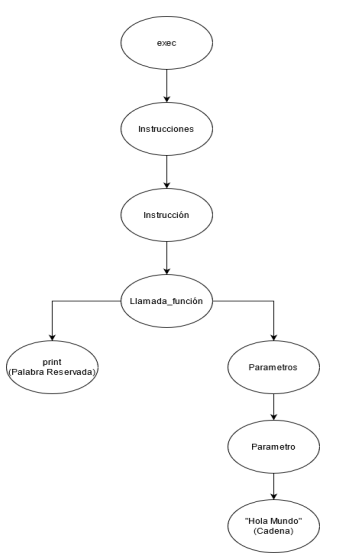 exec
Instrucciones
Instrucción
Llamada_función
print
(Palabra Reservada)
Parametros
Parametro
"Hola Mundo"
(Cadena)